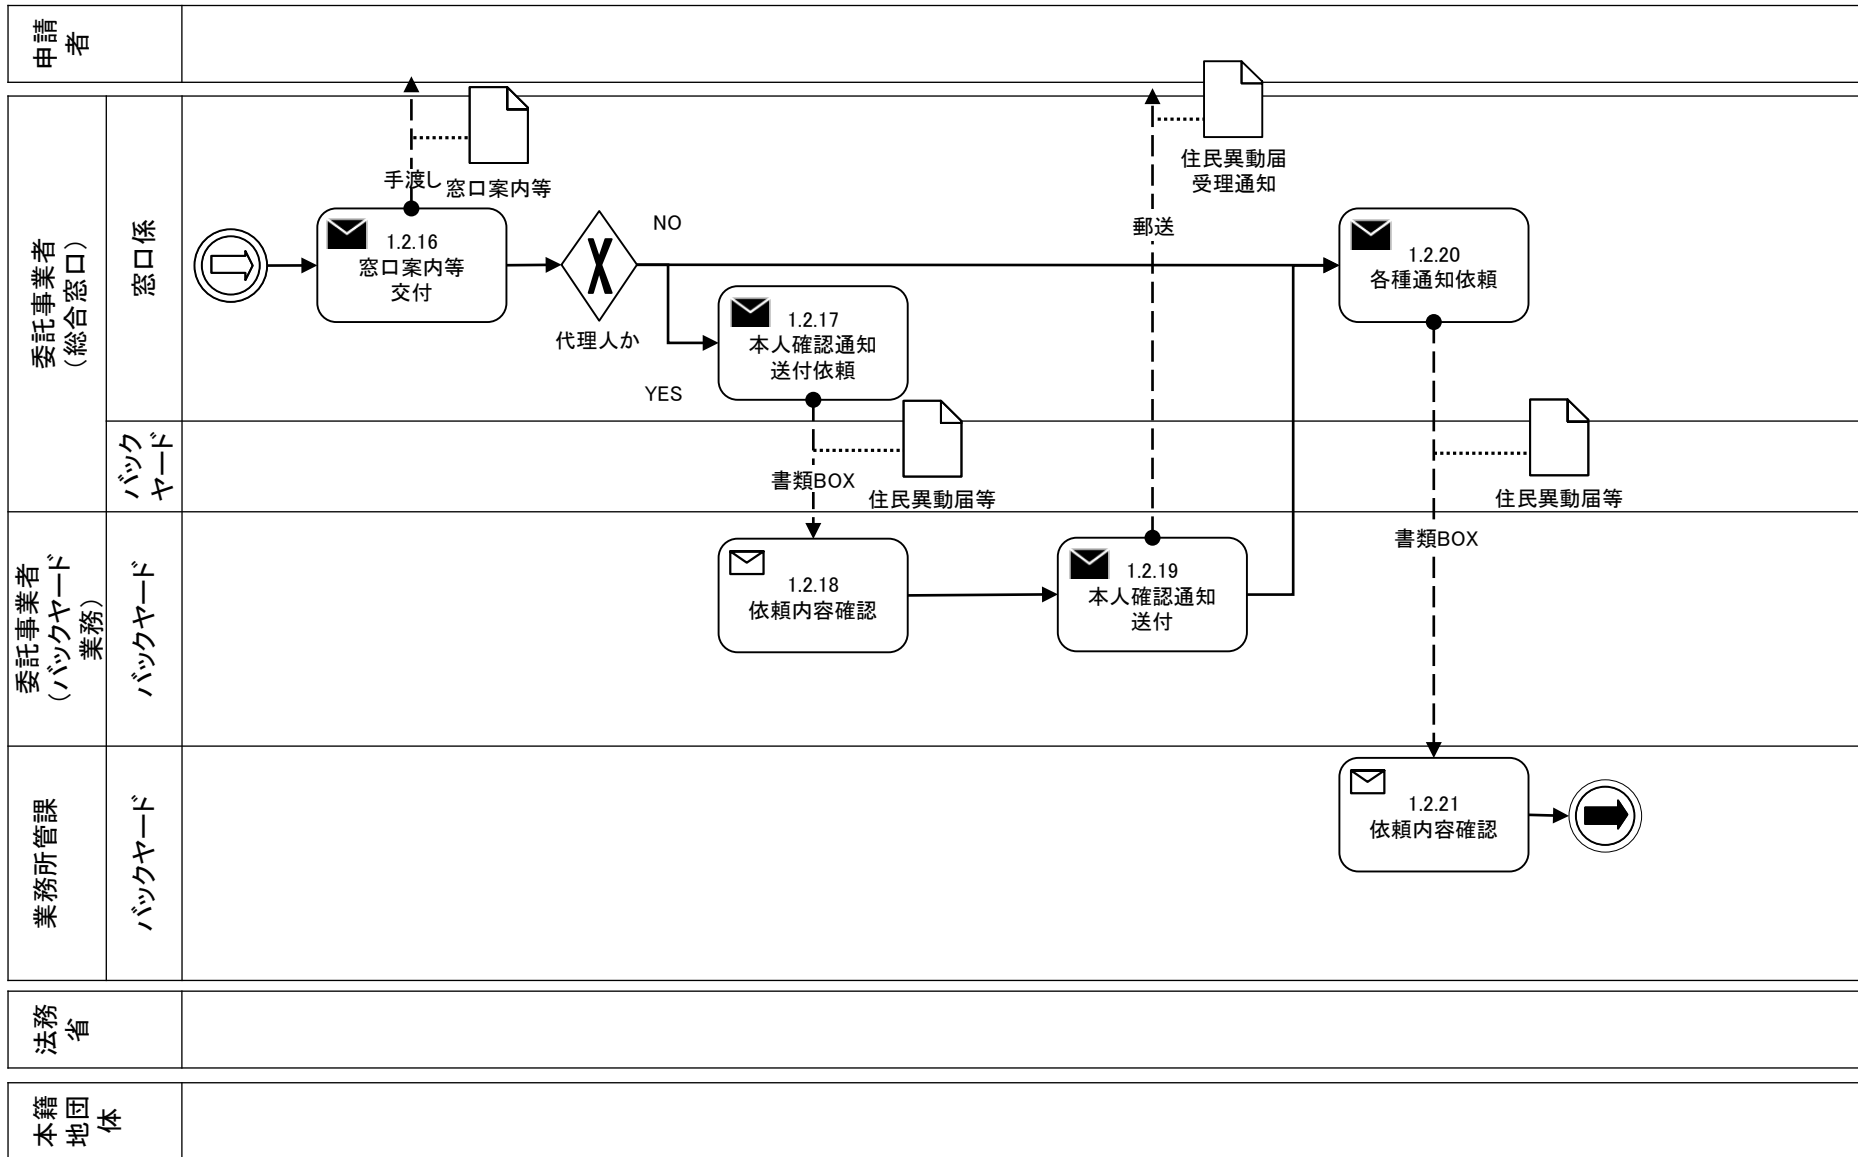 申請
者
委託事業者
（総合窓口）
窓口係
バック
ヤード
委託事業者
（バックヤード
業務）
バックヤード
業務所管課
バックヤード
法務
省
本籍
地団
体
手渡し
窓口案内等
1.2.16
窓口案内等
交付
代理人か
NO
YES
1.2.17
本人確認通知
送付依頼
書類BOX
住民異動届等
1.2.18
依頼内容確認
1.2.19
本人確認通知
送付
郵送
住民異動届
受理通知
1.2.20
各種通知依頼
書類BOX
住民異動届等
1.2.21
依頼内容確認